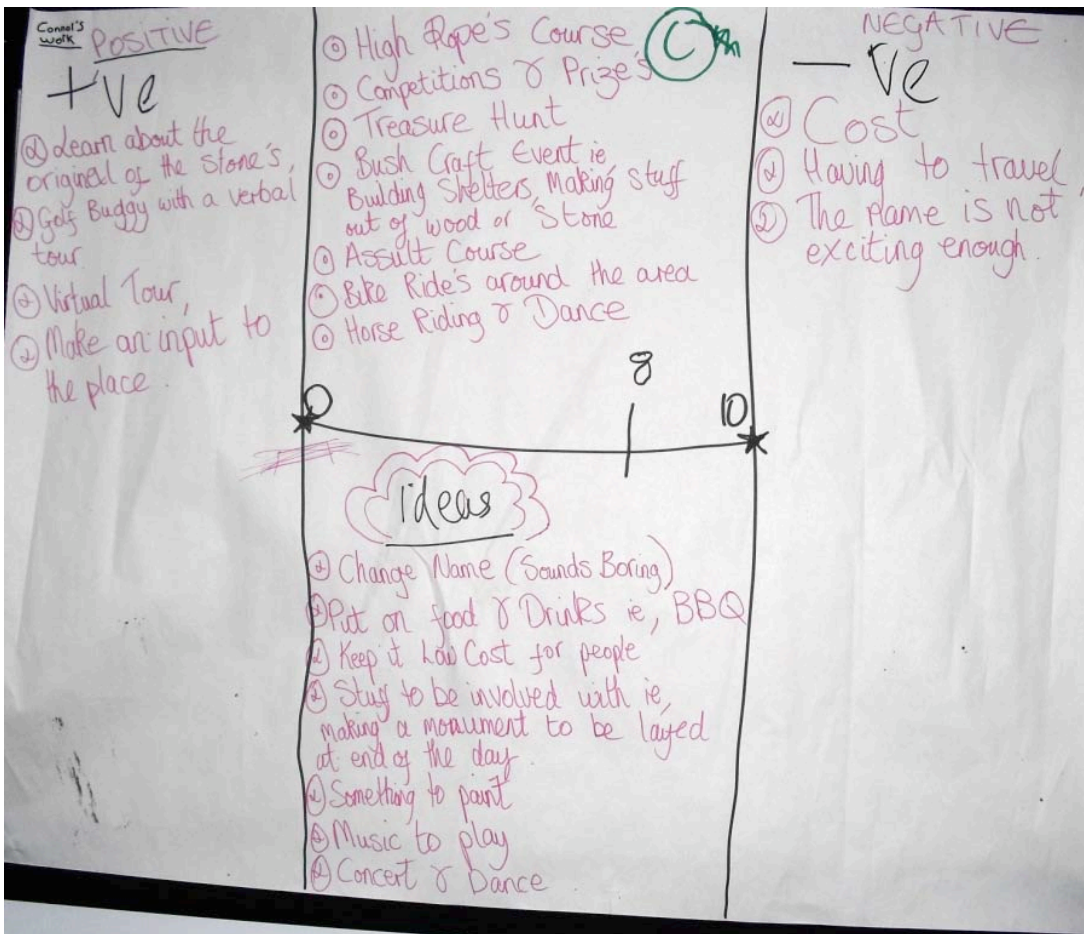 Connel's
work
POSITIVE
+ve
Learn about the
original of the Stone's,
Golf Buggy with a verbal
tour
Virtual Tour,
Make an input to
the place.
High Rope's Course
Competitions & Prize's
Treasure Hunt
Bush Craft Event ie,
Building Shelters, Making stuff
out of wood or Stone
Assult Course
Bike Ride's around the area
Horse Riding & Dance
C
NEGATIVE
-ve
Cost
Having to travel
The Name is not
exciting enough.
0
8
10
ideas
Change Name (Sounds Boring)
Put on food & Drinks ie, BBQ
Keep it Low Cost for people
Stuff to be involved with ie,
making a monument to be layed
at end of the day
Something to paint
Music to play
Concert & Dance